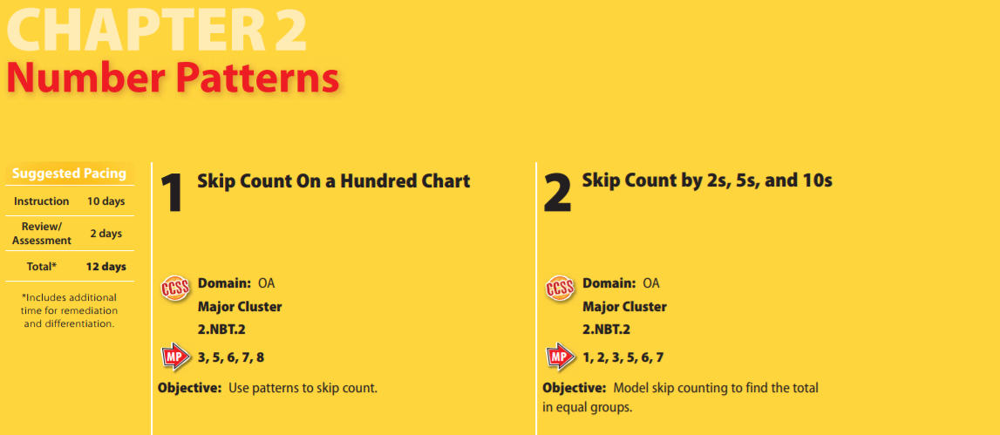 CHAPTER 2
Number Patterns
Suggested Pacing
Instruction 10 days
Review/
Assessment 2 days
Total* 12 days
*Includes additional
time for remediation
and differentiation.
1 Skip Count On a Hundred Chart
CCSS Domain: OA
Major Cluster
2.NBT.2
MP 3, 5, 6, 7, 8
Objective: Use patterns to skip count.
2 Skip Count by 2s, 5s, and 10s
CCSS Domain: OA
Major Cluster
2.NBT.2
MP 1, 2, 3, 5, 6, 7
Objective: Model skip counting to find the total
in equal groups.